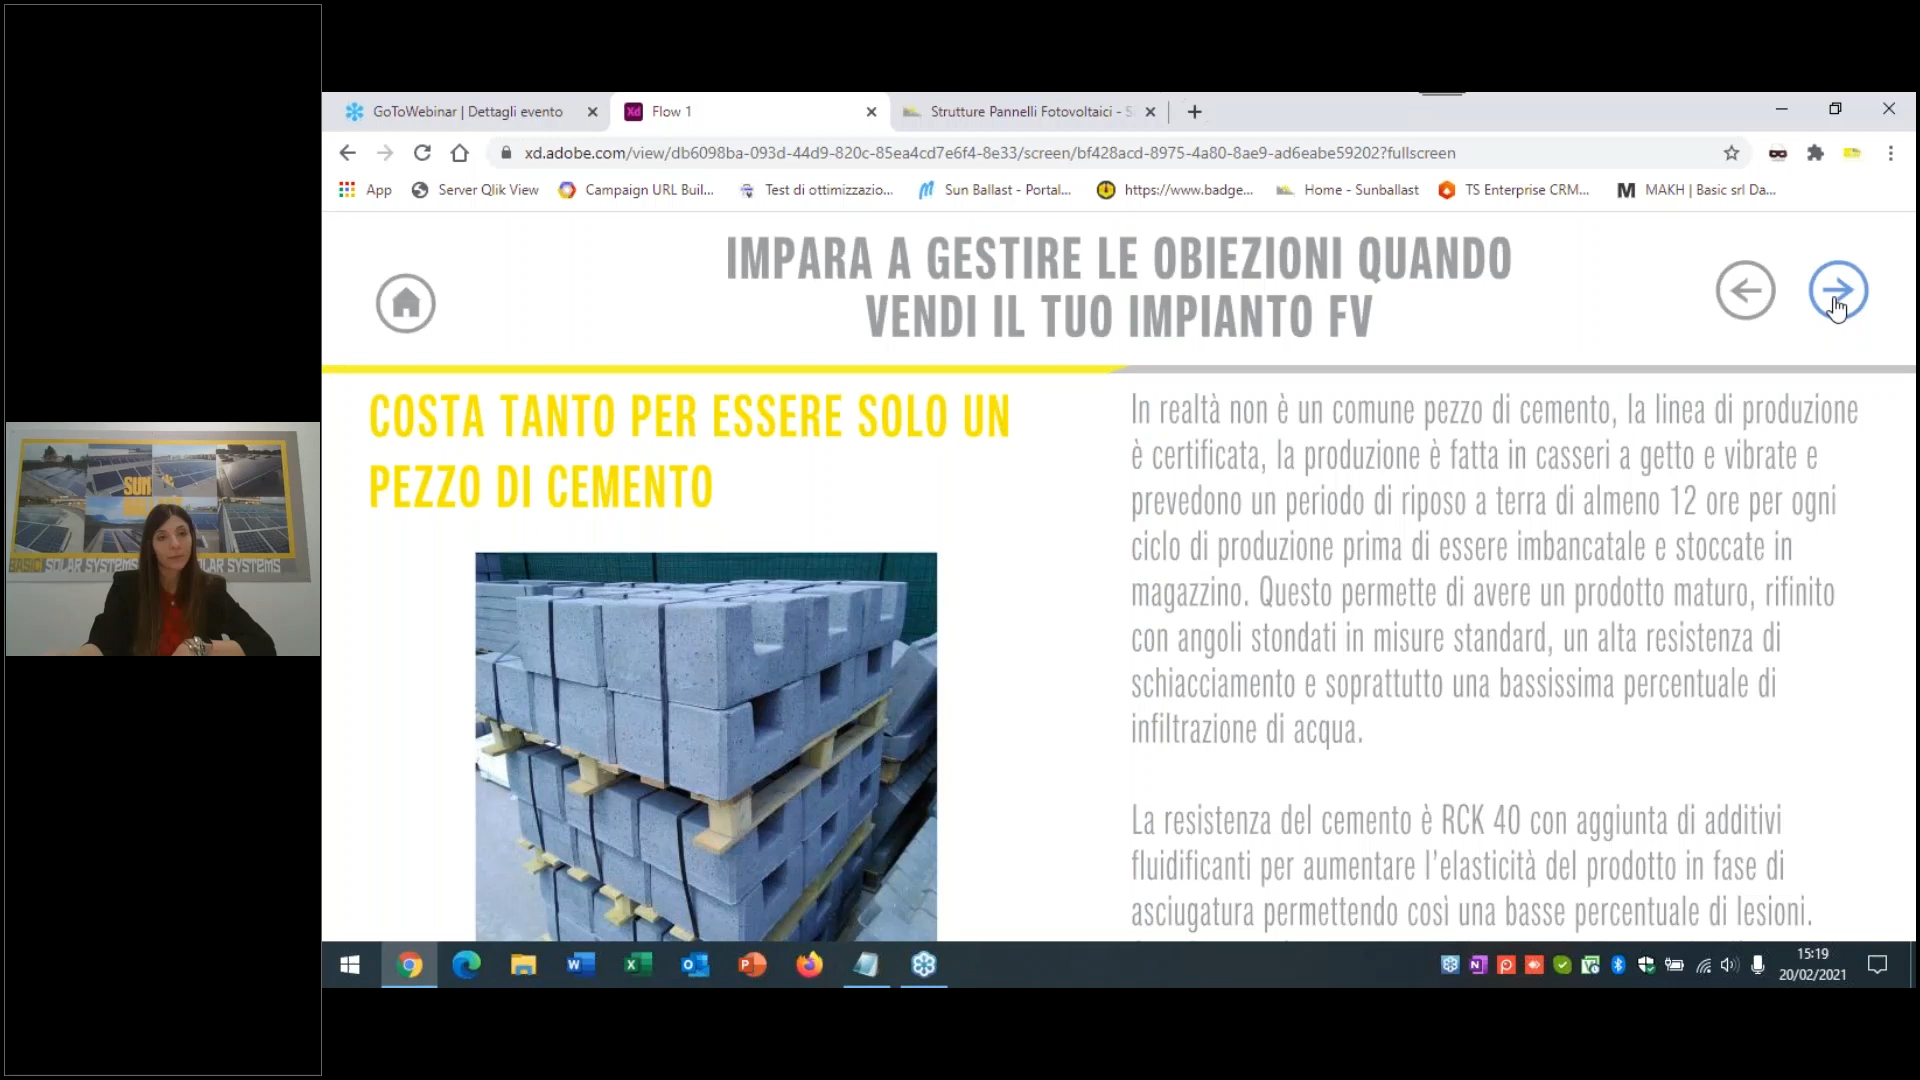 GoToWebinar | Dettagli evento
Flow 1
Strutture Pannelli Fotovoltaici - S
xd.adobe.com/view/db6098ba-093d-44d9-820c-85ea4cd7e6f4-8e33/screen/bf428acd-8975-4a80-8ae9-ad6eabe59202?fullscreen
App
Server Qlik View
Campaign URL Buil...
Test di ottimizzazio...
Sun Ballast - Portal...
https://www.badge...
Home - Sunballast
TS Enterprise CRM...
MAKH | Basic srl Da...
IMPARA A GESTIRE LE OBIEZIONI QUANDO
VENDI IL TUO IMPIANTO FV
COSTA TANTO PER ESSERE SOLO UN
PEZZO DI CEMENTO
In realtà non è un comune pezzo di cemento, la linea di produzione
è certificata, la produzione è fatta in casseri a getto e vibrate e
prevedono un periodo di riposo a terra di almeno 12 ore per ogni
ciclo di produzione prima di essere imbancatale e stoccate in
magazzino. Questo permette di avere un prodotto maturo, rifinito
con angoli stondati in misure standard, un alta resistenza di
schiacciamento e soprattutto una bassissima percentuale di
infiltrazione di acqua.
La resistenza del cemento è RCK 40 con aggiunta di additivi
fluidificanti per aumentare l'elasticità del prodotto in fase di
asciugatura permettendo così una basse percentuale di lesioni.
SUN
SOLAR SYSTEMS
OLAR SYSTEMS
15:19
20/02/2021